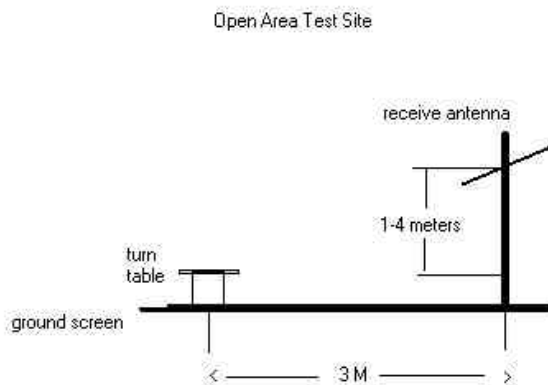 Open Area Test Site
receive antenna
1-4 meters
turn
table
ground screen
3 M